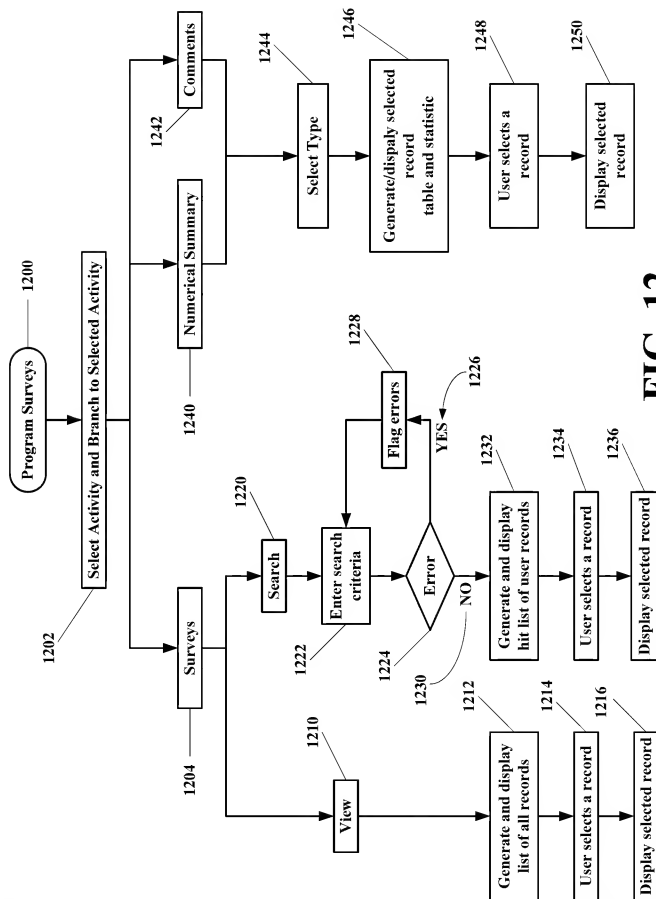 Program Surveys
1200
Select Activity and Branch to Selected Activity
1202
Surveys
1204
Numerical Summary
1240
Comments
1242
View
1210
Search
1220
Enter search
criteria
1222
Error
1224
Flag errors
1228
YES
1226
NO
1230
Generate and display
list of all records
1212
User selects a record
1214
Display selected record
1216
Generate and display
hit list of user records
1232
User selects a record
1234
Display selected record
1236
Select Type
1244
Generate/dispaly selected
record
table and statistic
1246
User selects a
record
1248
Display selected
record
1250
FIG. 12